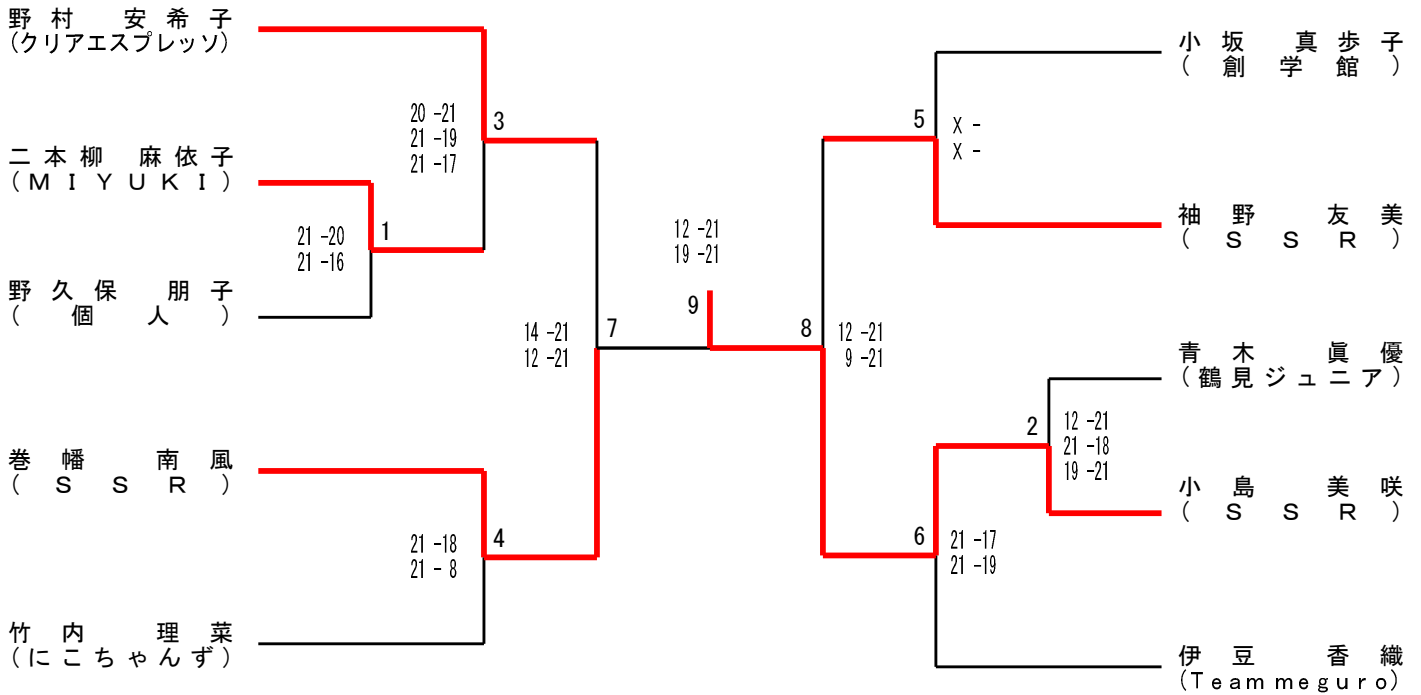 野村 安希子
(クリアエスプレッソ)
二本柳 麻依子
(MIYUKI)
野久保 朋子
(個人)
巻幡 南風
(SSR)
竹内 理菜
(にこちゃんず)
20 -21
21 -19
21 -17
3
21 -20
21 -16
1
14 -21
12 -21
7
21 -18
21 - 8
4
12 -21
19 -21
9
8
12 -21
9 -21
5
X -
X -
2
12 -21
21 -18
19 -21
6
21 -17
21 -19
小坂 真歩子
(創学館)
袖野 友美
(SSR)
青木 眞優
(鶴見ジュニア)
小島 美咲
(SSR)
伊豆 香織
(Teammeguro)